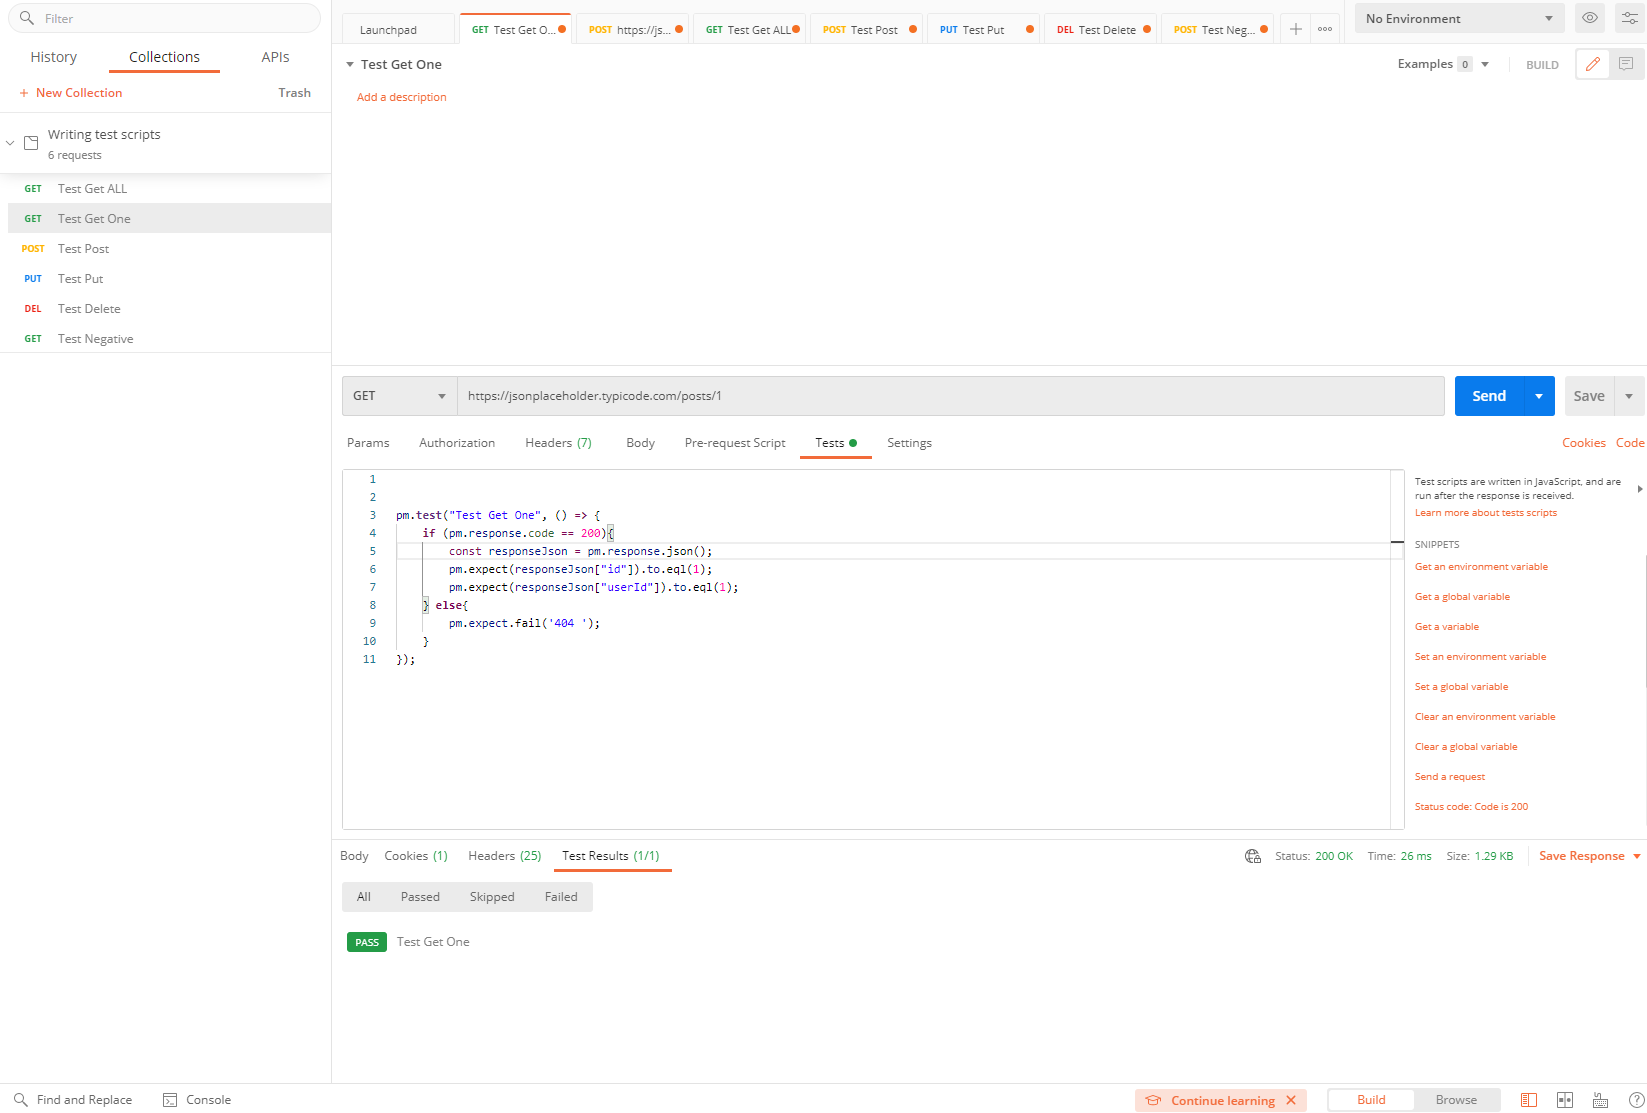 Filter
History Collections APIs
+ New Collection Trash
Writing test scripts
6 requests
GET Test Get ALL
GET Test Get One
POST Test Post
PUT Test Put
DEL Test Delete
GET Test Negative
Launchpad GET Test Get O... POST https://js... GET Test Get ALL POST Test Post PUT Test Put DEL Test Delete POST Test Neg... + ooo No Environment
Test Get One Examples 0 BUILD
Add a description
GET https://jsonplaceholder.typicode.com/posts/1 Send Save
Params Authorization Headers (7) Body Pre-request Script Tests Settings Cookies Code
1
2
3 pm.test("Test Get One", () => {
4 if (pm.response.code == 200){
5 const responseJson = pm.response.json();
6 pm.expect(responseJson["id"]).to.eql(1);
7 pm.expect(responseJson["userId"]).to.eql(1);
8 } else{
9 pm.expect.fail('404 ');
10 }
11 });
Test scripts are written in JavaScript, and are
run after the response is received.
Learn more about tests scripts
SNIPPETS
Get an environment variable
Get a global variable
Get a variable
Set an environment variable
Set a global variable
Clear an environment variable
Clear a global variable
Send a request
Status code: Code is 200
Body Cookies (1) Headers (25) Test Results (1/1) Status: 200 OK Time: 26 ms Size: 1.29 KB Save Response
All Passed Skipped Failed
PASS Test Get One
Find and Replace Console Continue learning Build Browse